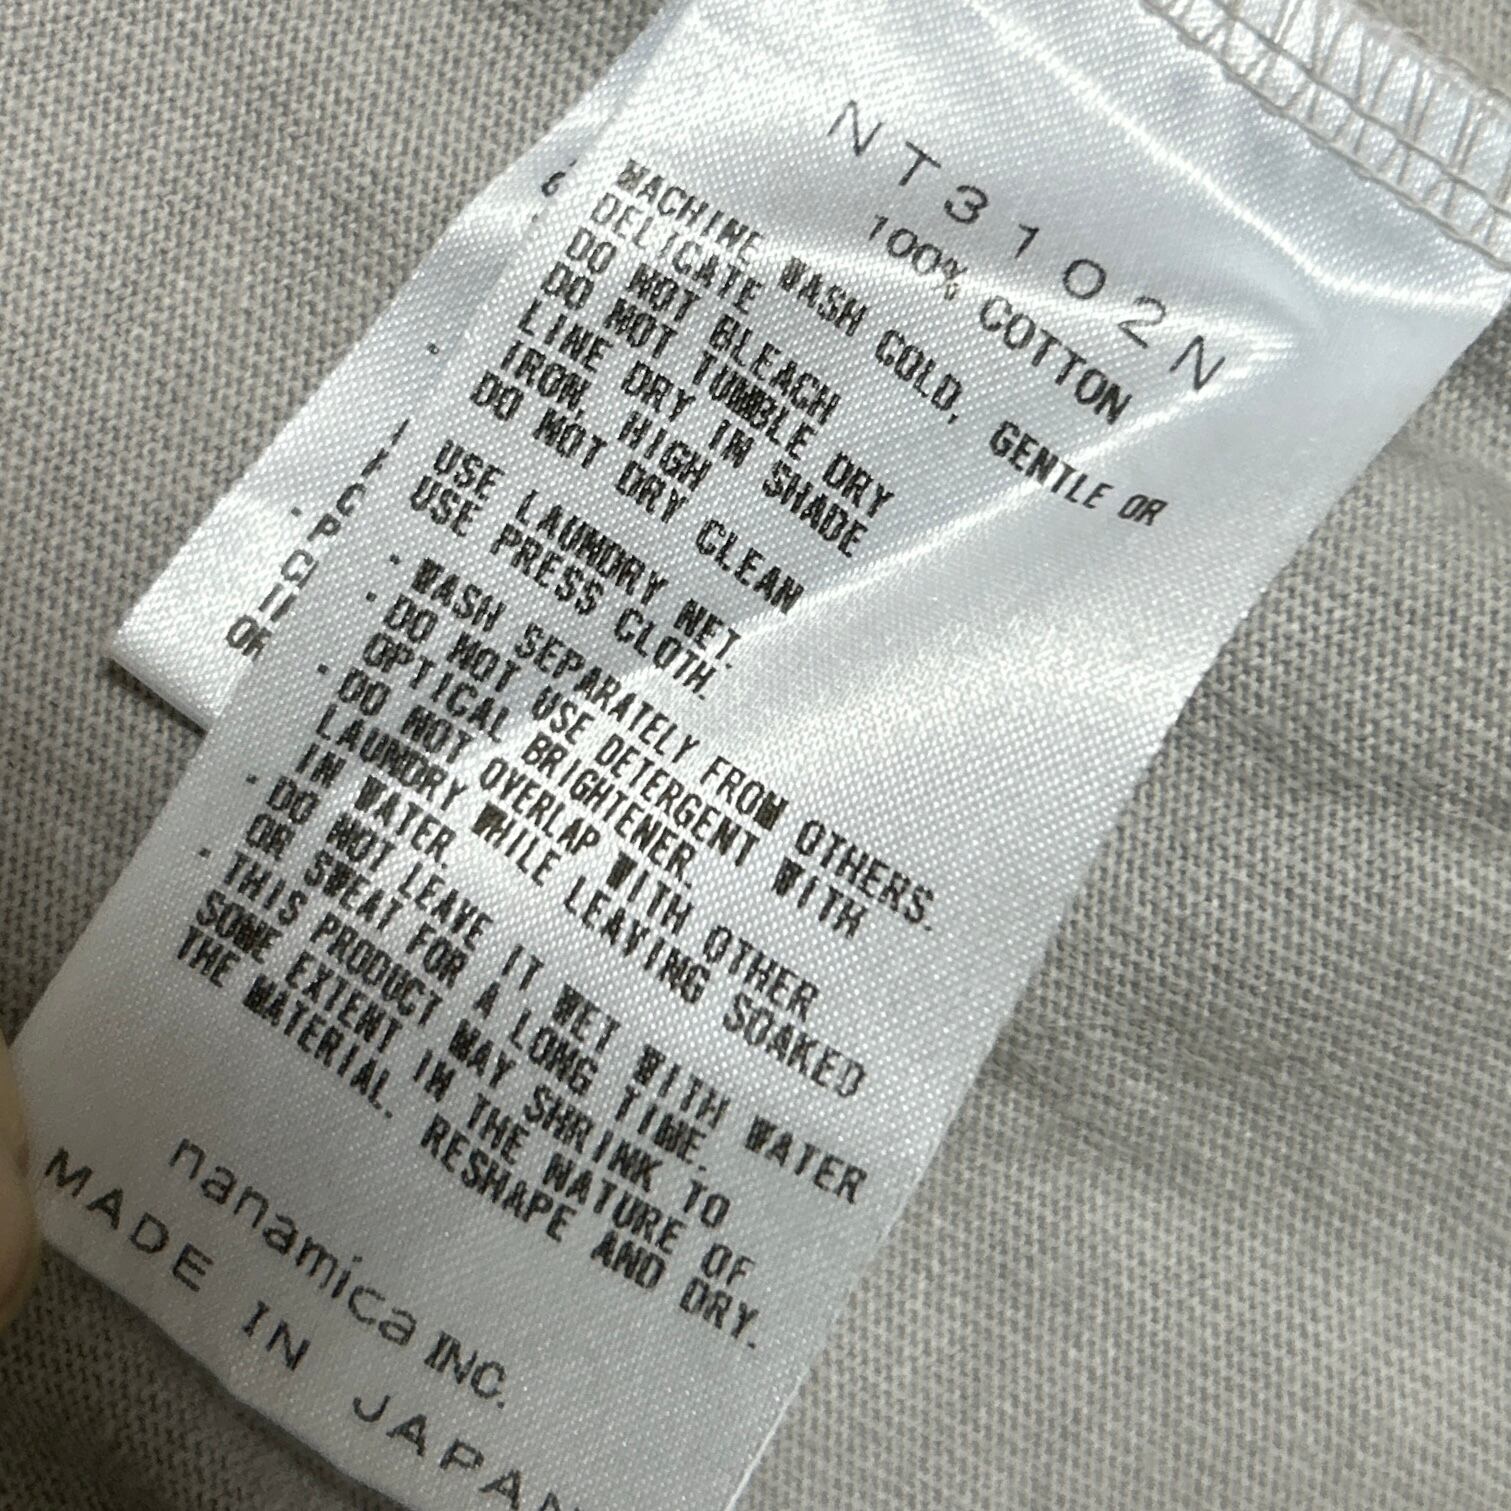 NT3102N
100% COTTON
MACHINE WASH COLD, GENTLE OR
DELICATE
DO NOT BLEACH
DO NOT TUMBLE DRY
LINE DRY IN SHADE
IRON, HIGH
DO NOT DRY CLEAN
USE LAUNDRY NET.
USE PRESS CLOTH.
・WASH SEPARATELY FROM OTHERS.
・DO NOT USE DETERGENT WITH
OPTICAL BRIGHTENER.
・DO NOT OVERLAP WITH OTHER
LAUNDRY WHILE LEAVING SOAKED
IN WATER.
・DO NOT LEAVE IT WET WITH WATER
OR SWEAT FOR A LONG TIME.
・THIS PRODUCT MAY SHRINK TO
SOME EXTENT IN THE NATURE OF
THE MATERIAL. RESHAPE AND DRY.
nanamica INC.
MADE IN JAPAN